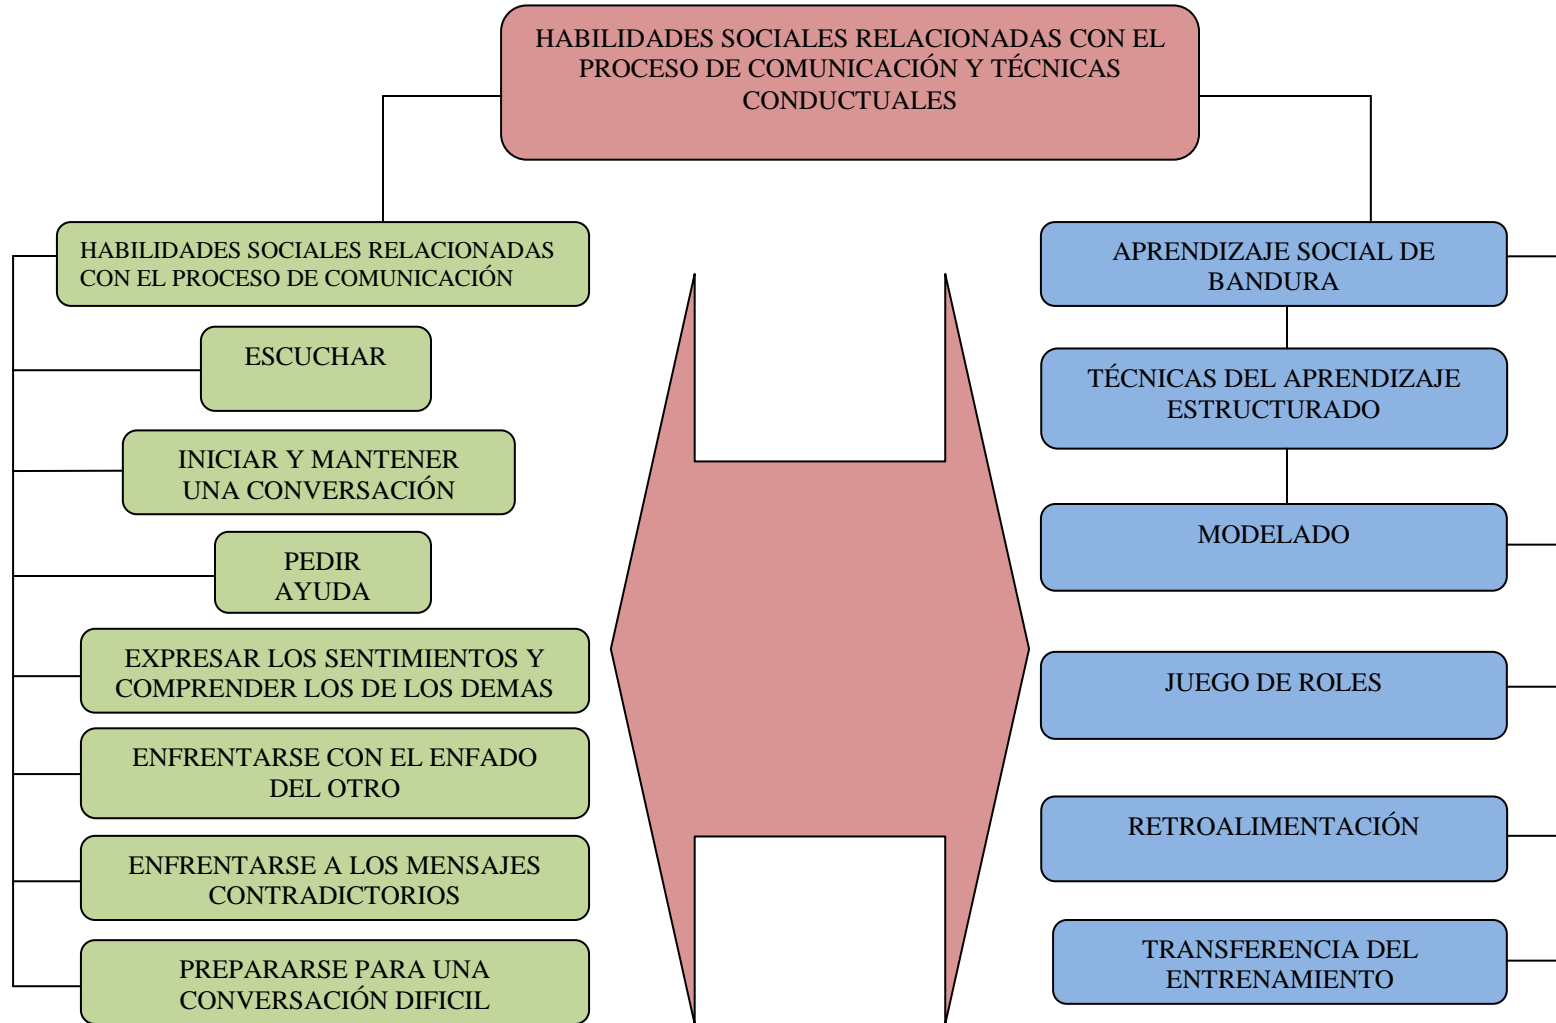 HABILIDADES SOCIALES RELACIONADAS CON EL
PROCESO DE COMUNICACIÓN Y TÉCNICAS
CONDUCTUALES
HABILIDADES SOCIALES RELACIONADAS
CON EL PROCESO DE COMUNICACIÓN
ESCUCHAR
INICIAR Y MANTENER
UNA CONVERSACIÓN
PEDIR
AYUDA
EXPRESAR LOS SENTIMIENTOS Y
COMPRENDER LOS DE LOS DEMAS
ENFRENTARSE CON EL ENFADO
DEL OTRO
ENFRENTARSE A LOS MENSAJES
CONTRADICTORIOS
PREPARARSE PARA UNA
CONVERSACIÓN DIFICIL
APRENDIZAJE SOCIAL DE
BANDURA
TÉCNICAS DEL APRENDIZAJE
ESTRUCTURADO
MODELADO
JUEGO DE ROLES
RETROALIMENTACIÓN
TRANSFERENCIA DEL
ENTRENAMIENTO